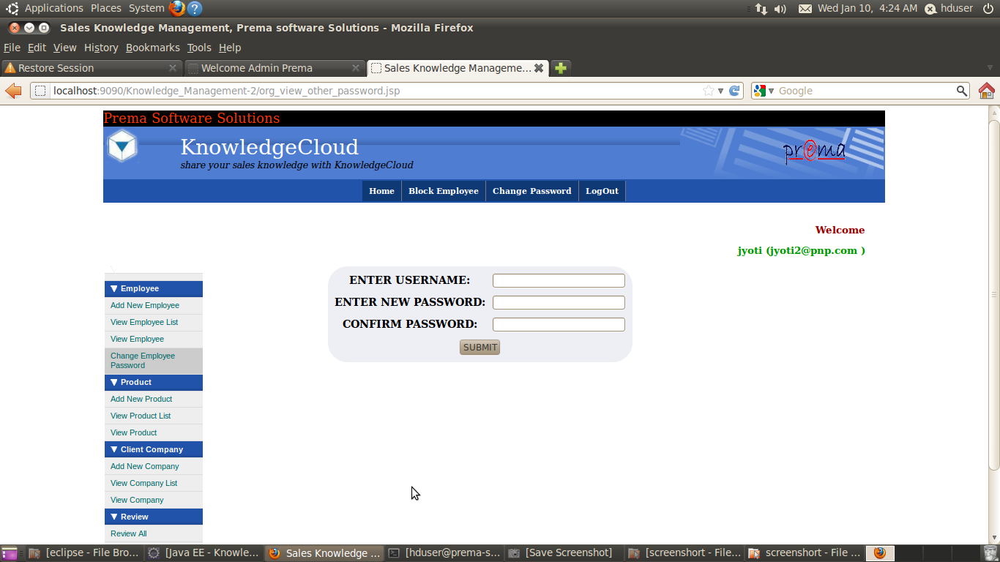 Applications Places System Wed Jan 10, 4:24 AM hduser
Sales Knowledge Management, Prema software Solutions - Mozilla Firefox
File Edit View History Bookmarks Tools Help
Restore Session Welcome Admin Prema Sales Knowledge Manageme...
localhost:9090/Knowledge_Management-2/org_view_other_password.jsp Google
Prema Software Solutions
KnowledgeCloud
share your sales knowledge with KnowledgeCloud
prema
Home Block Employee Change Password LogOut
Welcome
jyoti (jyoti2@pnp.com )
ENTER USERNAME:
ENTER NEW PASSWORD:
CONFIRM PASSWORD:
SUBMIT
Employee
Add New Employee
View Employee List
View Employee
Change Employee
Password
Product
Add New Product
View Product List
View Product
Client Company
Add New Company
View Company List
View Company
Review
Review All
[eclipse - File Bro... [Java EE - Knowle... Sales Knowledge ... [hduser@prema-s... [Save Screenshot] [screenshort - File... screenshort - File ...